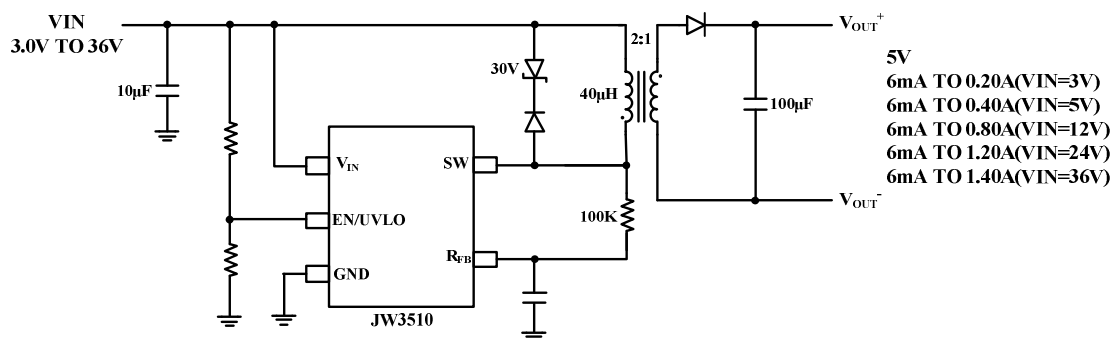 VIN
3.0V TO 36V
10μF
30V
2:1
40μH
100μF
VOUT+
5V
6mA TO 0.20A(VIN=3V)
6mA TO 0.40A(VIN=5V)
6mA TO 0.80A(VIN=12V)
6mA TO 1.20A(VIN=24V)
6mA TO 1.40A(VIN=36V)
VOUT-
VIN
SW
EN/UVLO
100K
RFB
GND
JW3510